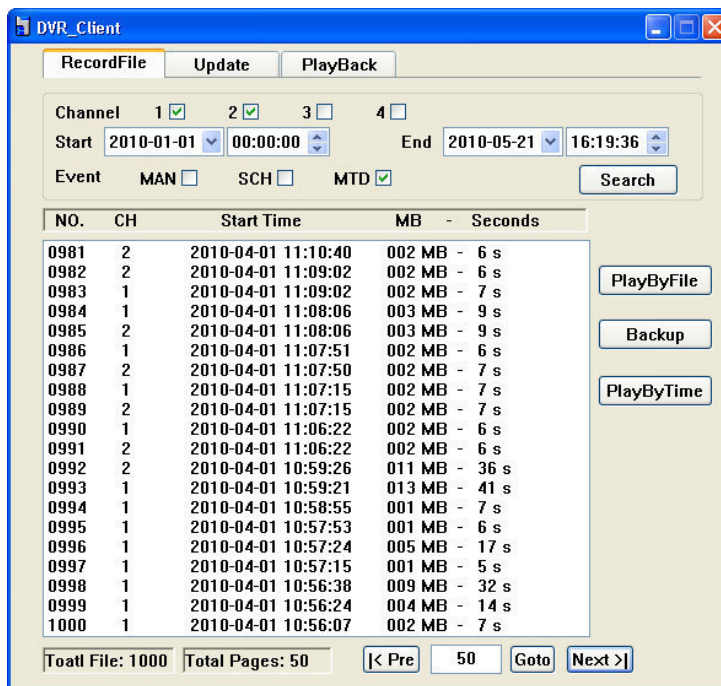 DVR_Client
RecordFile Update PlayBack
Channel 1 2 3 4
Start 2010-01-01 00:00:00 End 2010-05-21 16:19:36
Event MAN SCH MTD Search
NO. CH Start Time MB - Seconds
0981 2 2010-04-01 11:10:40 002 MB - 6 s
0982 2 2010-04-01 11:09:02 002 MB - 6 s
0983 1 2010-04-01 11:09:02 002 MB - 7 s
0984 1 2010-04-01 11:08:06 003 MB - 9 s
0985 2 2010-04-01 11:08:06 003 MB - 9 s
0986 1 2010-04-01 11:07:51 002 MB - 6 s
0987 2 2010-04-01 11:07:50 002 MB - 7 s
0988 1 2010-04-01 11:07:15 002 MB - 7 s
0989 2 2010-04-01 11:07:15 002 MB - 7 s
0990 1 2010-04-01 11:06:22 002 MB - 6 s
0991 2 2010-04-01 11:06:22 002 MB - 6 s
0992 2 2010-04-01 10:59:26 011 MB - 36 s
0993 1 2010-04-01 10:59:21 013 MB - 41 s
0994 1 2010-04-01 10:58:55 001 MB - 7 s
0995 1 2010-04-01 10:57:53 001 MB - 6 s
0996 1 2010-04-01 10:57:24 005 MB - 17 s
0997 1 2010-04-01 10:57:15 001 MB - 5 s
0998 1 2010-04-01 10:56:38 009 MB - 32 s
0999 1 2010-04-01 10:56:24 004 MB - 14 s
1000 1 2010-04-01 10:56:07 002 MB - 7 s
PlayByFile
Backup
PlayByTime
Toatl File: 1000 Total Pages: 50 |< Pre 50 Goto Next >|